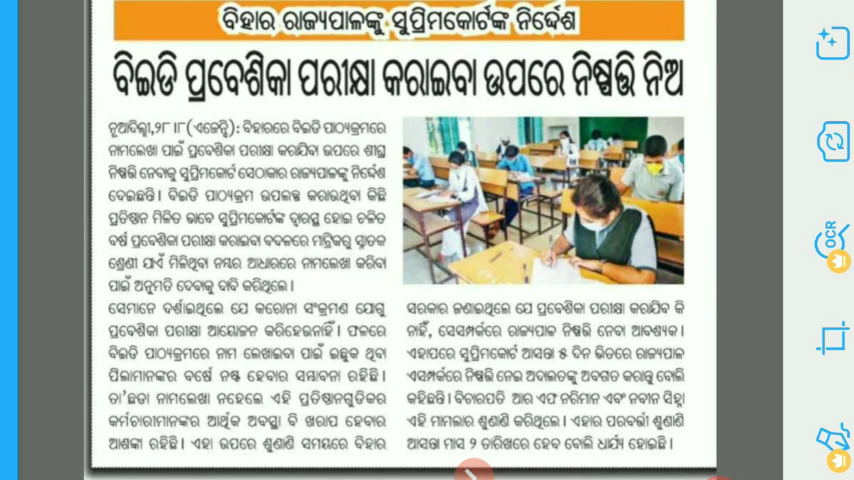 ବିହାର ରାଜ୍ୟପାଳଙ୍କୁ ସୁପ୍ରିମକୋର୍ଟଙ୍କ ନିର୍ଦ୍ଦେଶ
ବିଇଡି ପ୍ରବେଶିକା ପରୀକ୍ଷା କରାଇବା ଉପରେ ନିଷ୍ପତ୍ତି ନିଅ
ନୂଆଦିଲ୍ଲୀ,୨୮।୮(ଏଜେନ୍ସି): ବିହାରରେ ବିଇଡି ପାଠ୍ୟକ୍ରମରେ
ନାମଲେଖା ପାଇଁ ପ୍ରବେଶିକା ପରୀକ୍ଷା କରାଯିବା ଉପରେ ଶୀଘ୍ର
ନିଷ୍ପତ୍ତି ନେବାକୁ ସୁପ୍ରିମକୋର୍ଟ ସେଠାକାର ରାଜ୍ୟପାଳଙ୍କୁ ନିର୍ଦ୍ଦେଶ
ଦେଇଛନ୍ତି। ବିଇଡି ପାଠ୍ୟକ୍ରମ ଉପଲବ୍ଧ କରାଉଥିବା କିଛି
ପ୍ରତିଷ୍ଠାନ ମିଳିତ ଭାବେ ସୁପ୍ରିମକୋର୍ଟଙ୍କ ଦ୍ୱାରସ୍ଥ ହୋଇ ଚଳିତ
ବର୍ଷ ପ୍ରବେଶିକା ପରୀକ୍ଷା କରାଇବା ବଦଳରେ ମାଟ୍ରିକରୁ ସ୍ନାତକ
ଶ୍ରେଣୀ ଯାଏଁ ମିଳିଥିବା ନମ୍ବର ଆଧାରରେ ନାମଲେଖା କରିବା
ପାଇଁ ଅନୁମତି ଦେବାକୁ ଦାବି କରିଥିଲେ।
ସେମାନେ ଦର୍ଶାଇଥିଲେ ଯେ କରୋନା ସଂକ୍ରମଣ ଯୋଗୁ
ପ୍ରବେଶିକା ପରୀକ୍ଷା ଆୟୋଜନ କରିହେଉନାହିଁ। ଫଳରେ
ବିଇଡି ପାଠ୍ୟକ୍ରମରେ ନାମ ଲେଖାଇବା ପାଇଁ ଇଚ୍ଛୁକ ଥିବା
ପିଲାମାନଙ୍କର ବର୍ଷେ ନଷ୍ଟ ହେବାର ସମ୍ଭାବନା ରହିଛି।
ତା'ଛଡା ନାମଲେଖା ନହେଲେ ଏହି ପ୍ରତିଷ୍ଠାନଗୁଡିକର
କର୍ମଚାରୀମାନଙ୍କର ଆର୍ଥିକ ଅବସ୍ଥା ବି ଖରାପ ହେବାର
ଆଶଙ୍କା ରହିଛି। ଏହା ଉପରେ ଶୁଣାଣି ସମୟରେ ବିହାର
ସରକାର ଜଣାଇଥିଲେ ଯେ ପ୍ରବେଶିକା ପରୀକ୍ଷା କରାଯିବ କି
ନାହିଁ, ସେସମ୍ପର୍କରେ ରାଜ୍ୟପାଳ ନିଷ୍ପତ୍ତି ନେବା ଆବଶ୍ୟକ।
ଏହାପରେ ସୁପ୍ରିମକୋର୍ଟ ଆସନ୍ତା ୫ ଦିନ ଭିତରେ ରାଜ୍ୟପାଳ
ଏସମ୍ପର୍କରେ ନିଷ୍ପତ୍ତି ନେଇ ଅଦାଲତଙ୍କୁ ଅବଗତ କରାନ୍ତୁ ବୋଲି
କହିଛନ୍ତି। ବିଚାରପତି ଆର ଏଫ ନରିମାନ ଏବଂ ନବୀନ ସିହ୍ନା
ଏହି ମାମଲାର ଶୁଣାଣି କରିଥିଲେ। ଏହାର ପରବର୍ତ୍ତୀ ଶୁଣାଣି
ଆସନ୍ତା ମାସ ୨ ତାରିଖରେ ହେବ ବୋଲି ଧାର୍ଯ୍ୟ ହୋଇଛି।
OCR